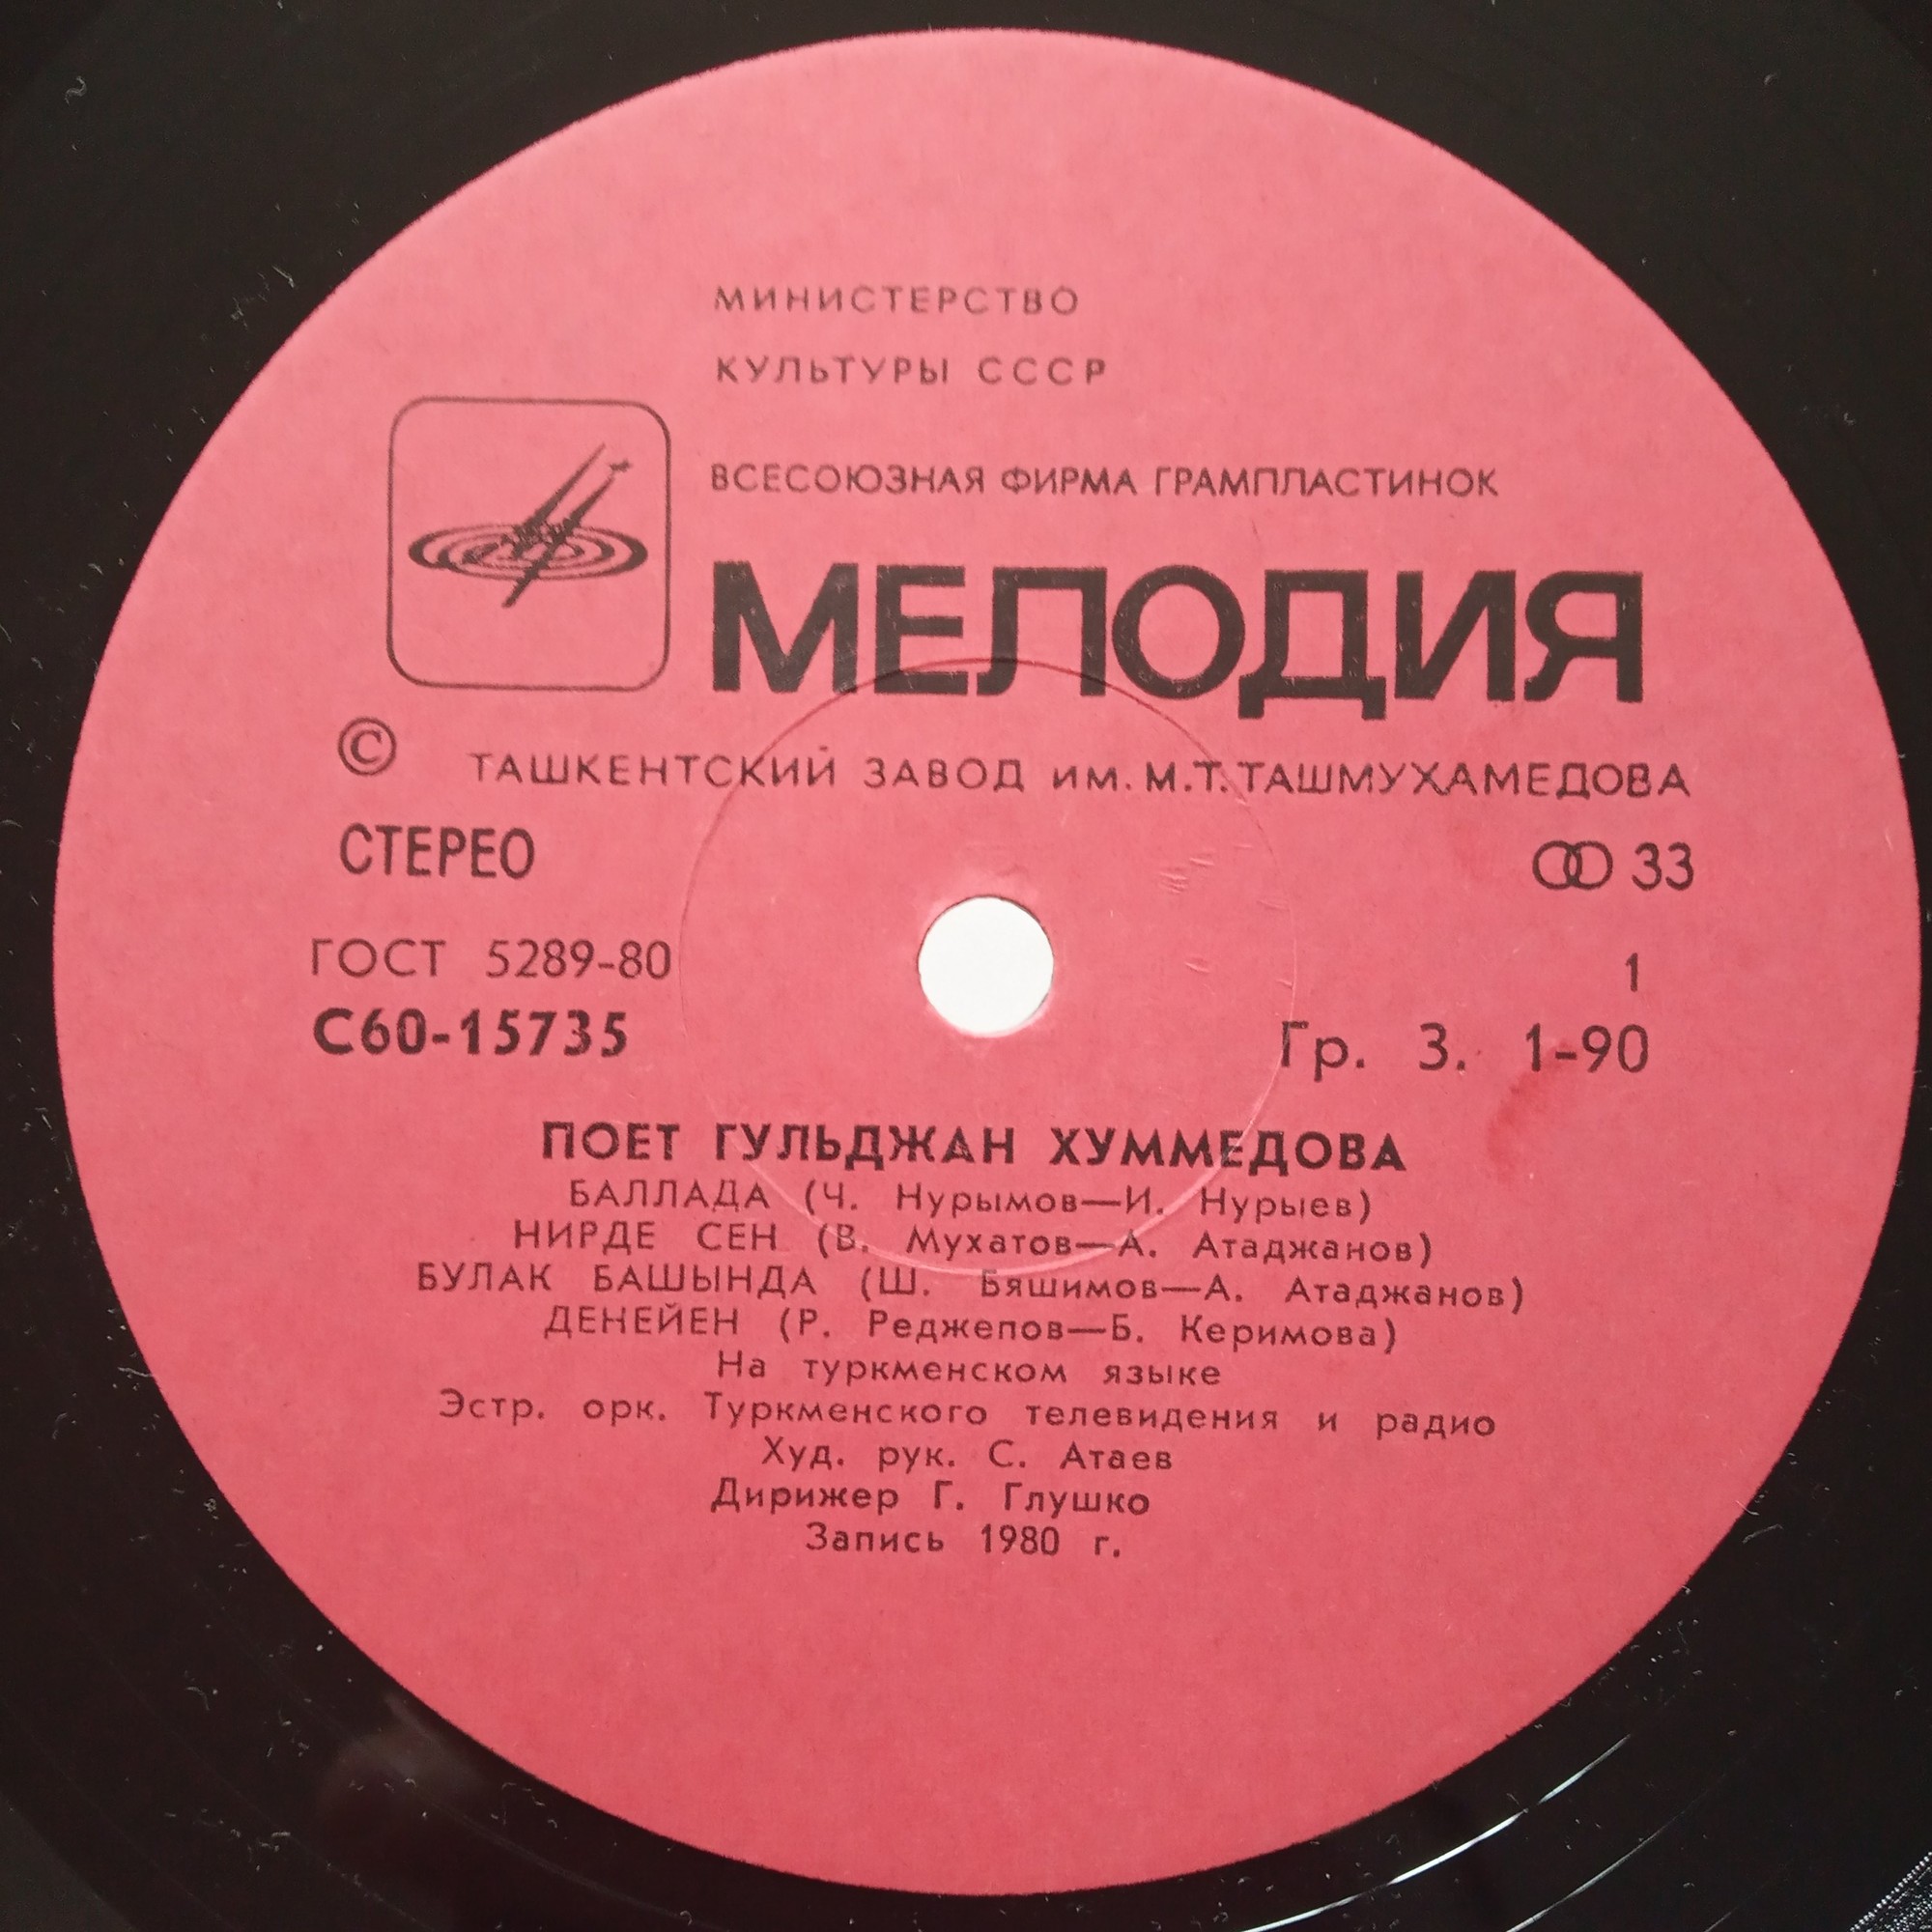 МИНИСТЕРСТВО
КУЛЬТУРЫ СССР
ВСЕСОЮЗНАЯ ФИРМА ГРАМПЛАСТИНОК
МЕЛОДИЯ
© ТАШКЕНТСКИЙ ЗАВОД им. М.Т. ТАШМУХАМЕДОВА
СТЕРЕО
33
ГОСТ 5289-80
1
С60-15735
Гр. 3. 1-90
ПОЕТ ГУЛЬДЖАН ХУММЕДОВА
БАЛЛАДА (Ч. Нурымов—И. Нурыев)
НИРДЕ СЕН (В. Мухатов—А. Атаджанов)
БУЛАК БАШЫНДА (Ш. Бяшимов—А. Атаджанов)
ДЕНЕЙЕН (Р. Реджепов—Б. Керимова)
На туркменском языке
Эстр. орк. Туркменского телевидения и радио
Худ. рук. С. Атаев
Дирижер Г. Глушко
Запись 1980 г.